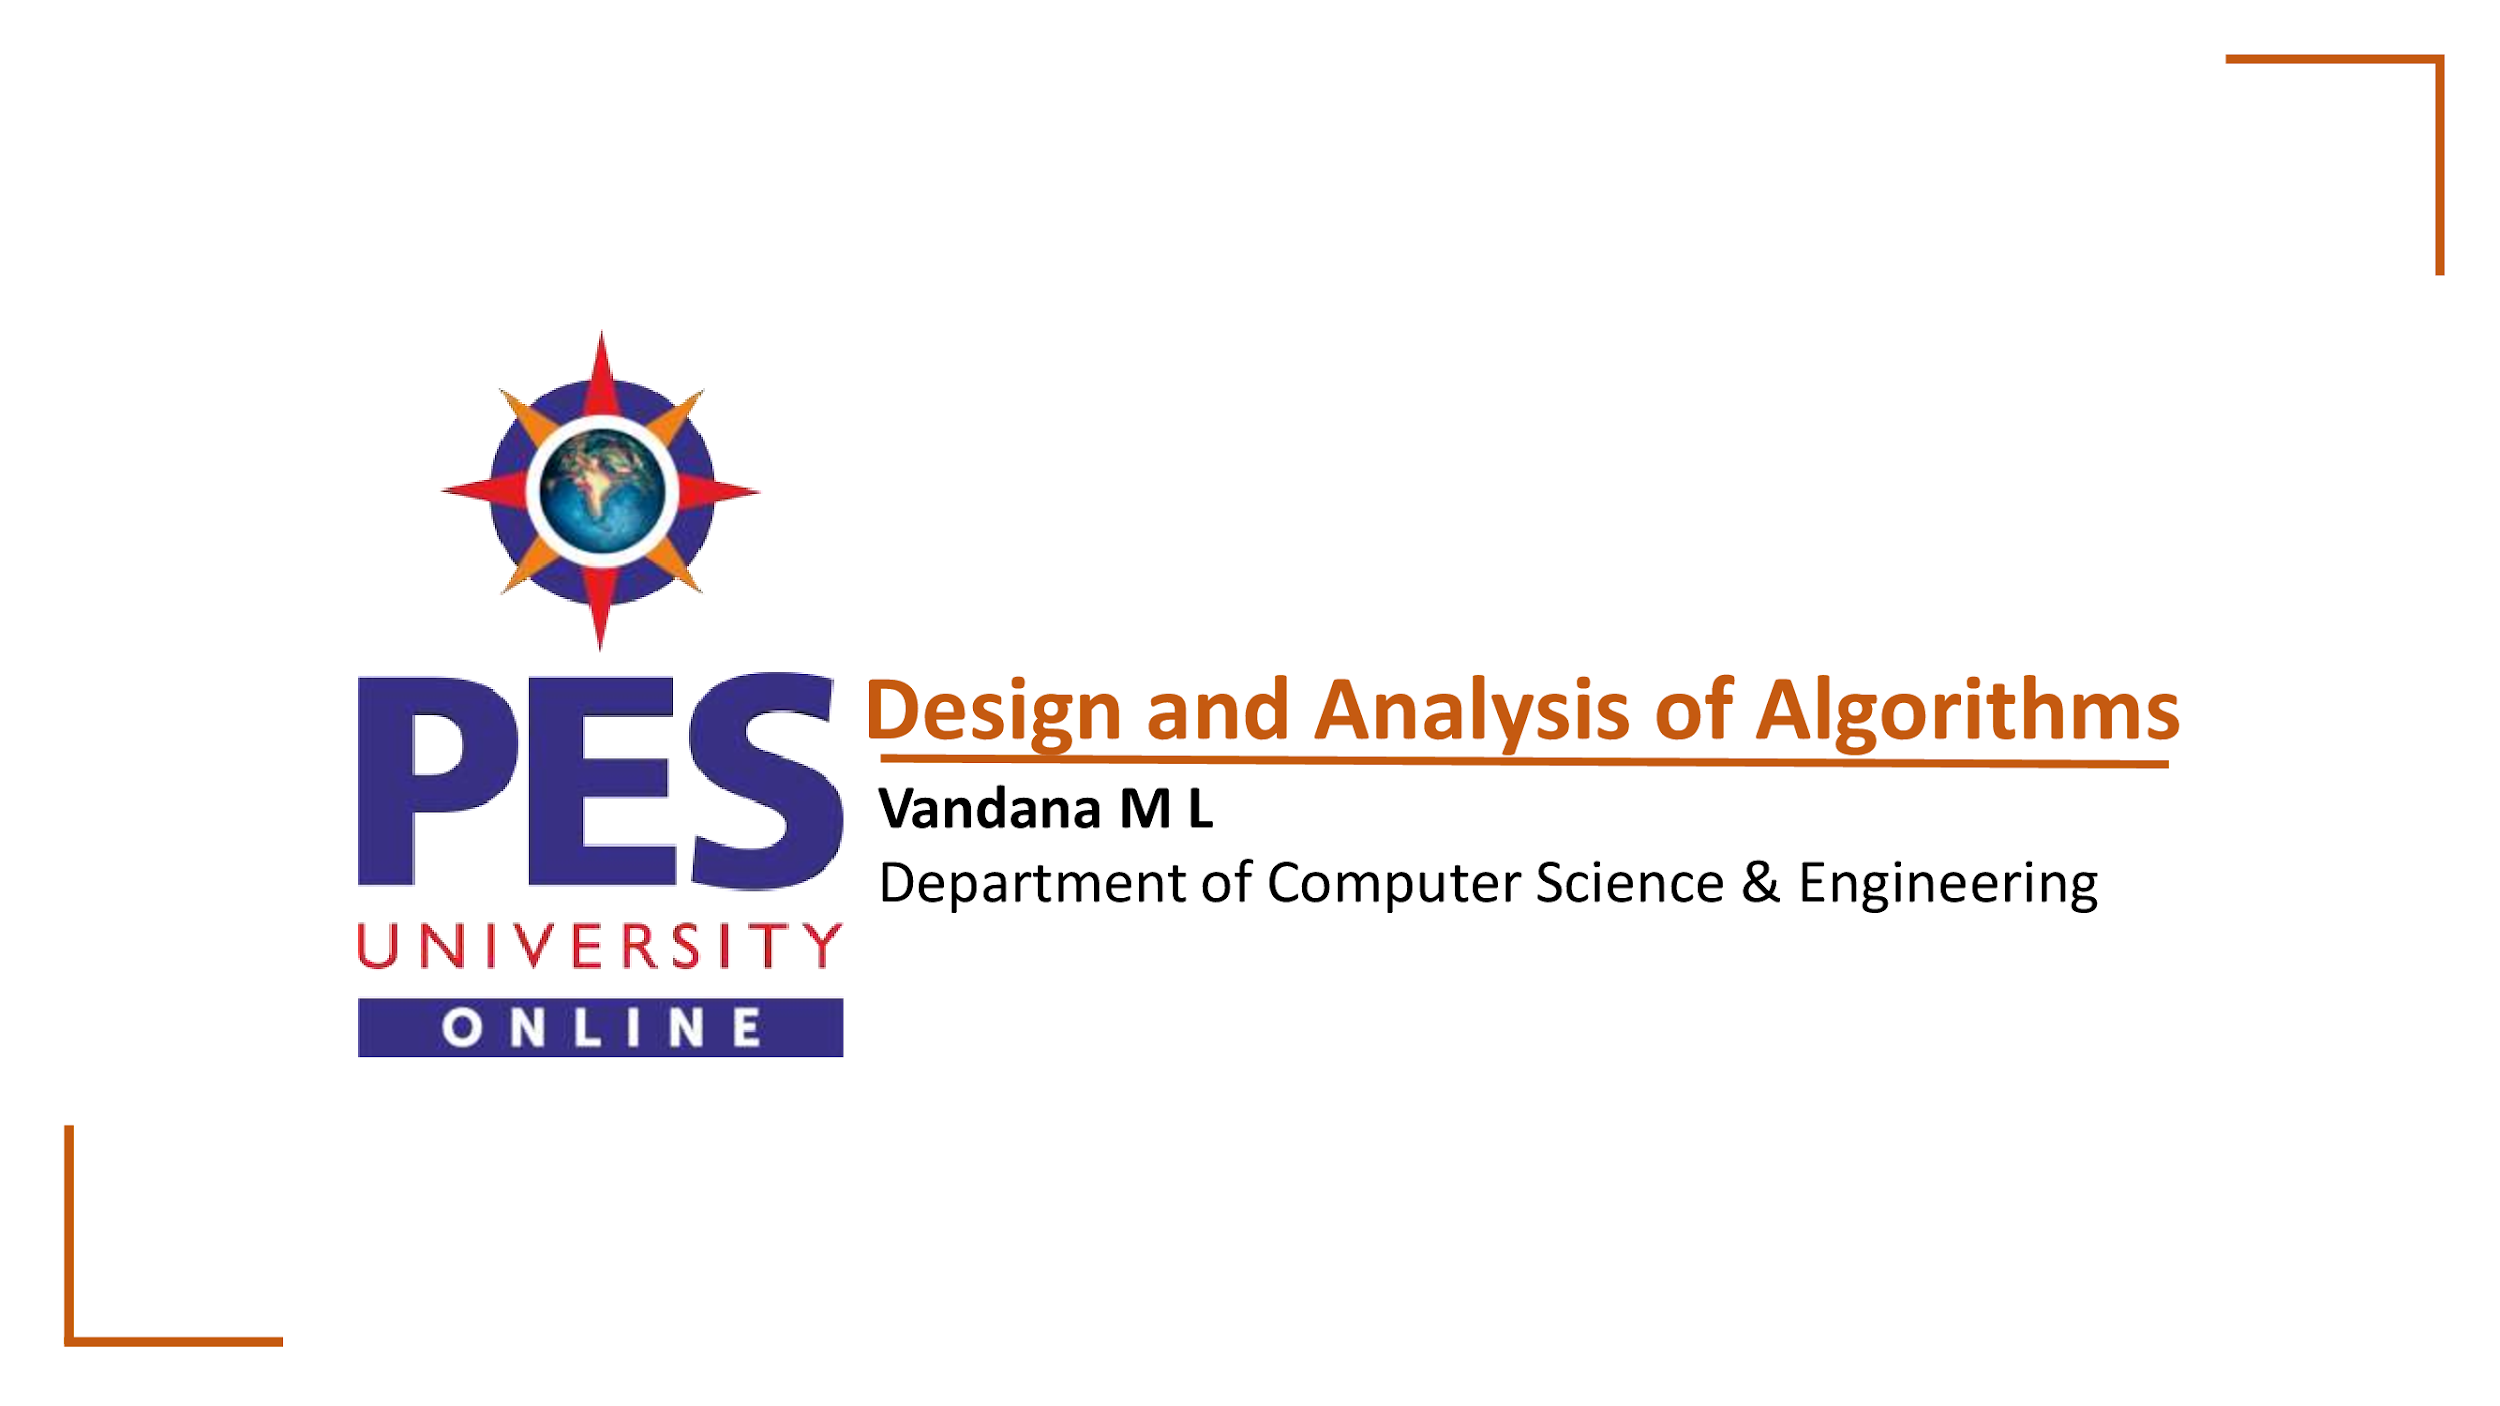 PES
UNIVERSITY
ONLINE
Design and Analysis of Algorithms
Vandana M L
Department of Computer Science & Engineering